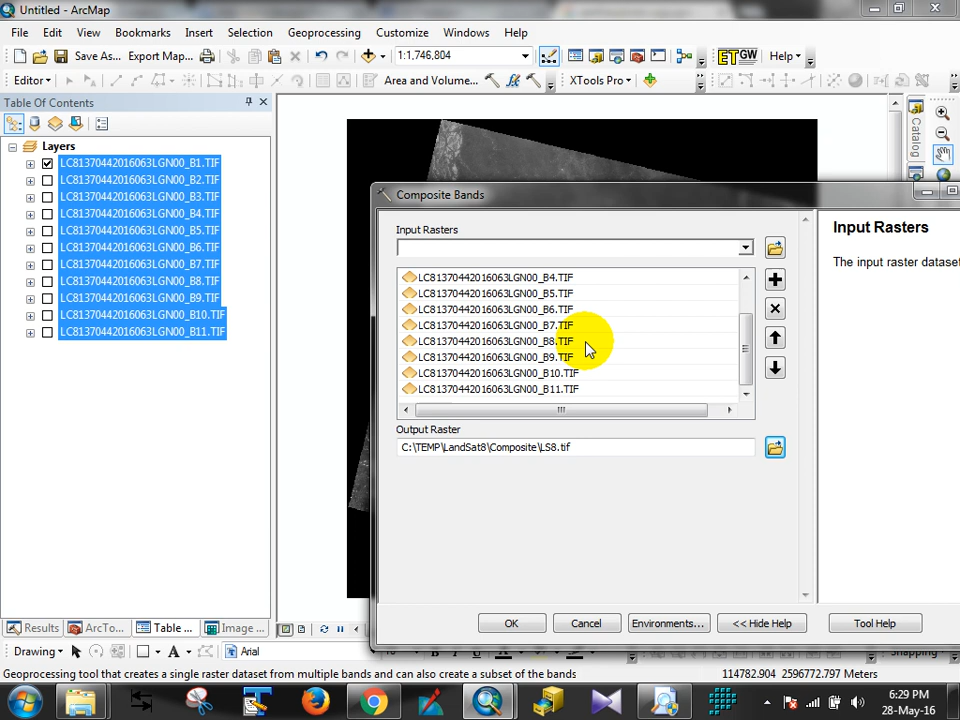 Untitled - ArcMap
File Edit View Bookmarks Insert Selection Geoprocessing Customize Windows Help
Save As... Export Map... 1:1,746,804 ETGW Help
Editor Area and Volume... XTools Pro
Table Of Contents
Catalog
Layers
LC81370442016063LGN00_B1.TIF
LC81370442016063LGN00_B2.TIF
LC81370442016063LGN00_B3.TIF
LC81370442016063LGN00_B4.TIF
LC81370442016063LGN00_B5.TIF
LC81370442016063LGN00_B6.TIF
LC81370442016063LGN00_B7.TIF
LC81370442016063LGN00_B8.TIF
LC81370442016063LGN00_B9.TIF
LC81370442016063LGN00_B10.TIF
LC81370442016063LGN00_B11.TIF
Composite Bands
Input Rasters
LC81370442016063LGN00_B4.TIF
LC81370442016063LGN00_B5.TIF
LC81370442016063LGN00_B6.TIF
LC81370442016063LGN00_B7.TIF
LC81370442016063LGN00_B8.TIF
LC81370442016063LGN00_B9.TIF
LC81370442016063LGN00_B10.TIF
LC81370442016063LGN00_B11.TIF
Output Raster
C:\TEMP\LandSat8\Composite\LS8.tif
Input Rasters
The input raster dataset
OK Cancel Environments... << Hide Help Tool Help
Results ArcTo... Table ... Image ...
Drawing A Arial
Snapping
Geoprocessing tool that creates a single raster dataset from multiple bands and can also create a subset of the bands 114782.904 2596772.797 Meters
6:29 PM
28-May-16